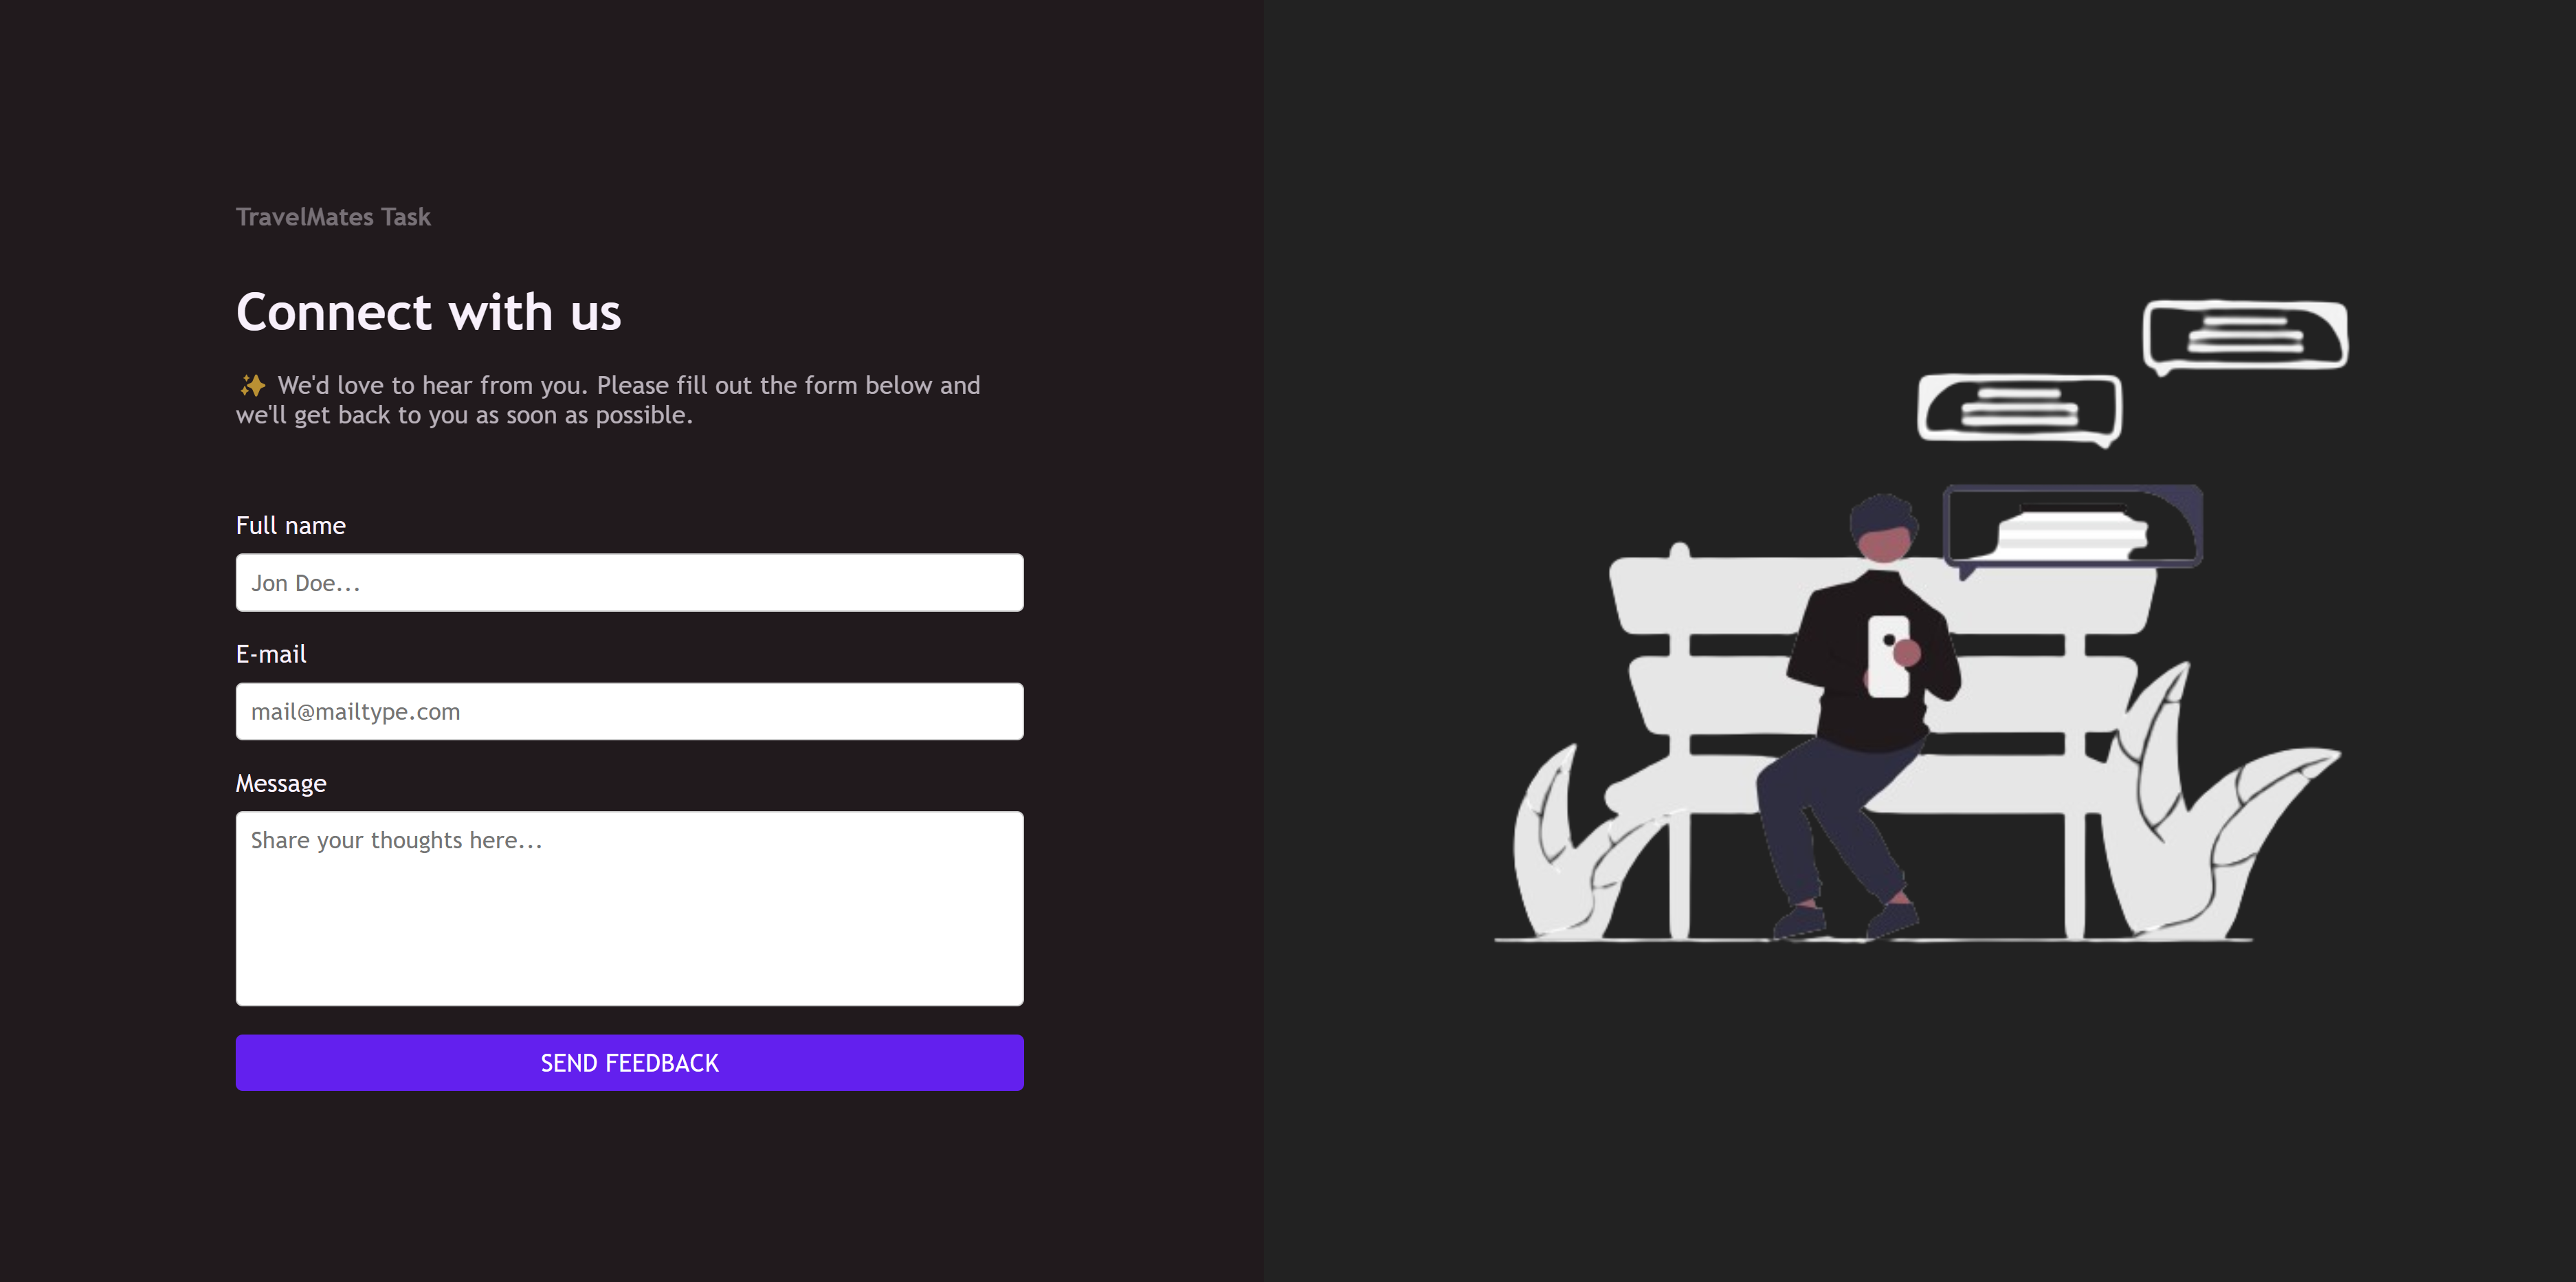 TravelMates Task
Connect with us
✨ We'd love to hear from you. Please fill out the form below and
we'll get back to you as soon as possible.
Full name
Jon Doe...
E-mail
mail@mailtype.com
Message
Share your thoughts here...
SEND FEEDBACK